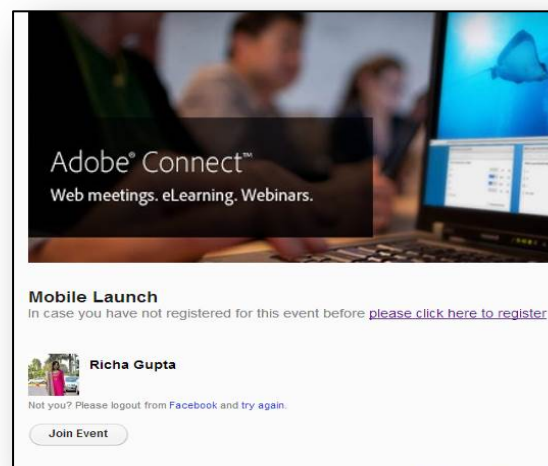 Adobe® Connect™
Web meetings. eLearning. Webinars.
Mobile Launch
In case you have not registered for this event before please click here to register
Richa Gupta
Not you? Please logout from Facebook and try again.
Join Event